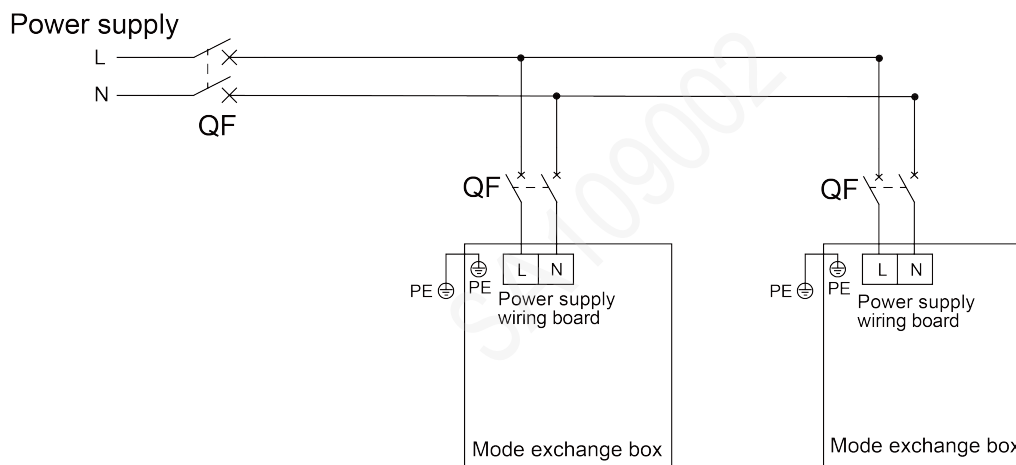 Power supply
L
N
QF
QF
QF
PE
PE
L N
Power supply
wiring board
Mode exchange box
PE
PE
L N
Power supply
wiring board
Mode exchange box
SA109002